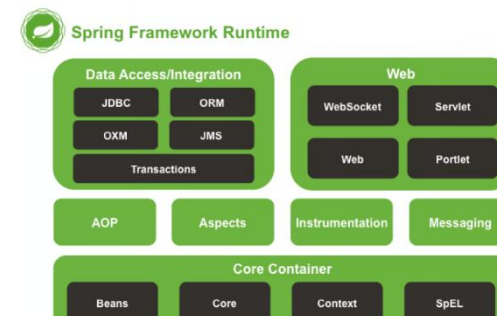 Spring Framework Runtime
Data Access/Integration
JDBC ORM
OXM JMS
Transactions
Web
WebSocket Servlet
Web Portlet
AOP Aspects Instrumentation Messaging
Core Container
Beans Core Context SpEL